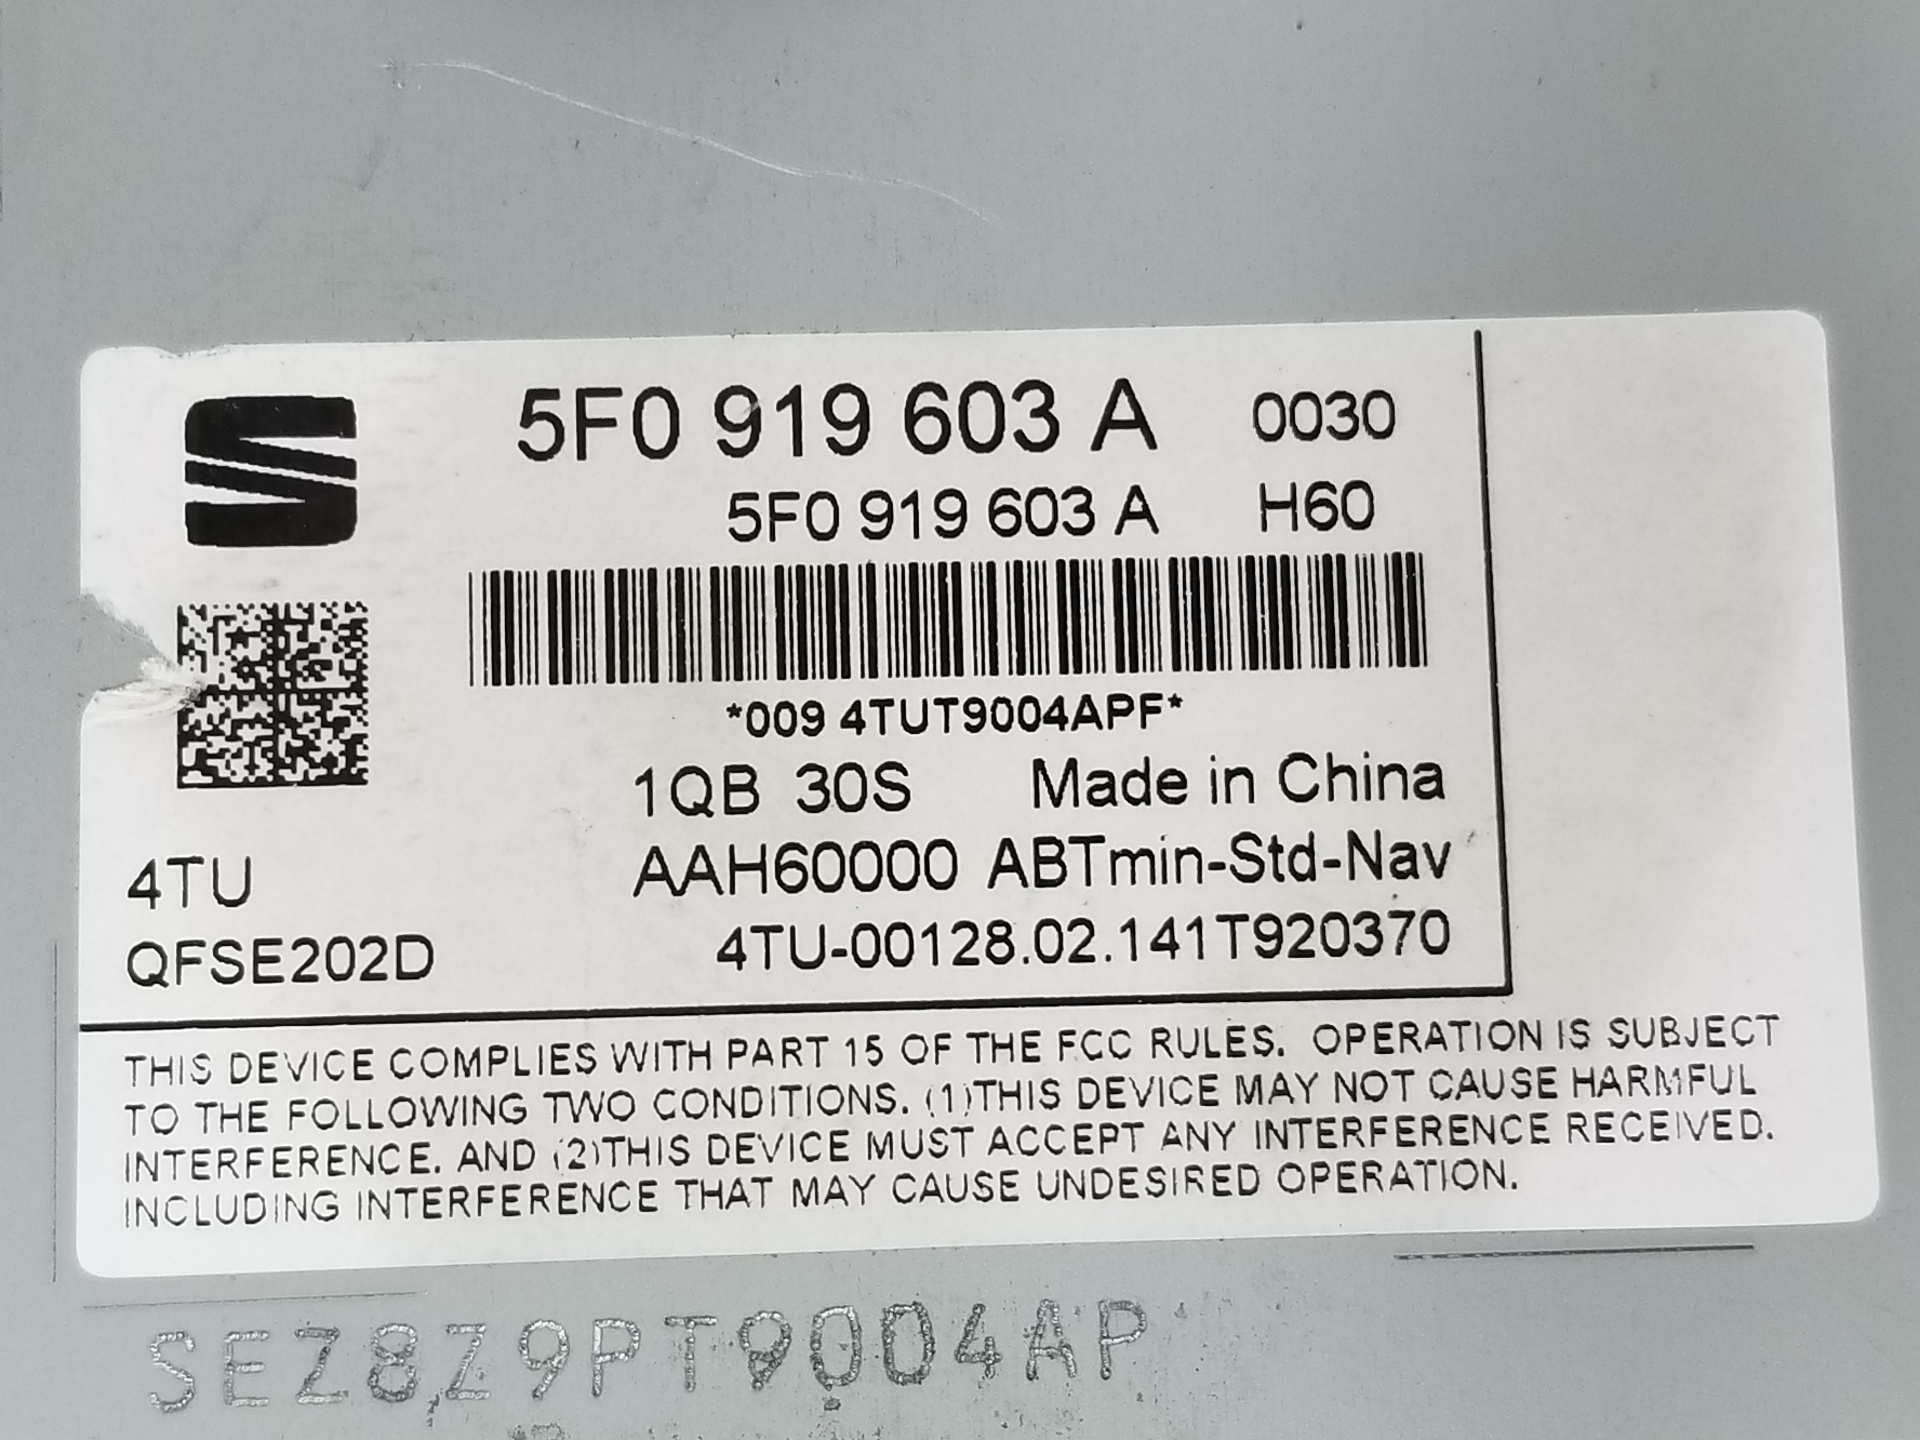 5F0 919 603 A 0030
5F0 919 603 A H60
*009 4TUT9004APF*
1QB 30S Made in China
4TU AAH60000 ABTmin-Std-Nav
QFSE202D 4TU-00128.02.141T920370
THIS DEVICE COMPLIES WITH PART 15 OF THE FCC RULES. OPERATION IS SUBJECT
TO THE FOLLOWING TWO CONDITIONS. (1)THIS DEVICE MAY NOT CAUSE HARMFUL
INTERFERENCE. AND (2)THIS DEVICE MUST ACCEPT ANY INTERFERENCE RECEIVED.
INCLUDING INTERFERENCE THAT MAY CAUSE UNDESIRED OPERATION.
SEZ8Z9PT9004AP